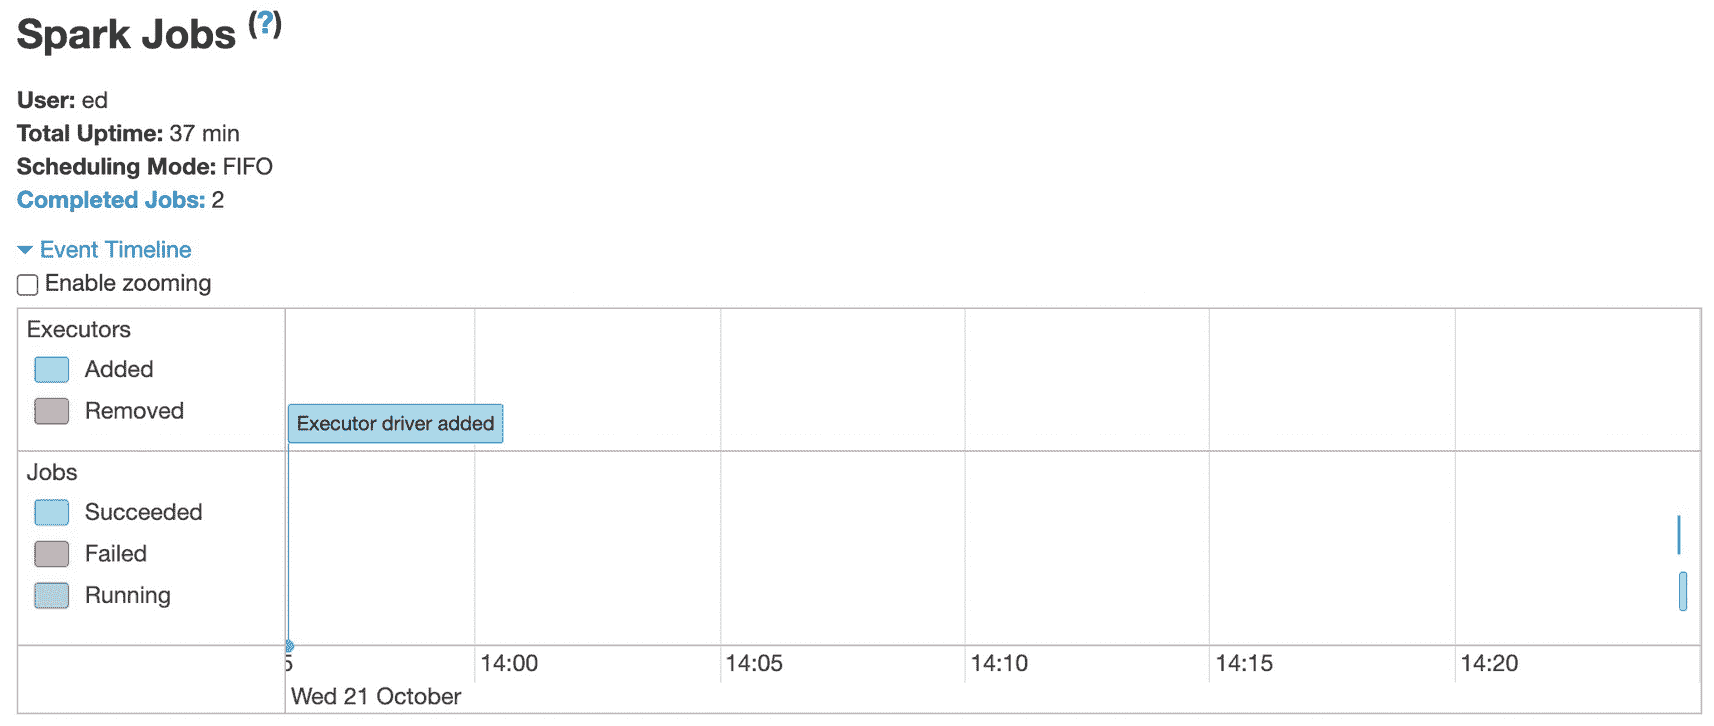 Spark Jobs (?)
User: ed
Total Uptime: 37 min
Scheduling Mode: FIFO
Completed Jobs: 2
Event Timeline
Enable zooming
Executors
Added
Removed
Executor driver added
Jobs
Succeeded
Failed
Running
5 14:00 14:05 14:10 14:15 14:20
Wed 21 October